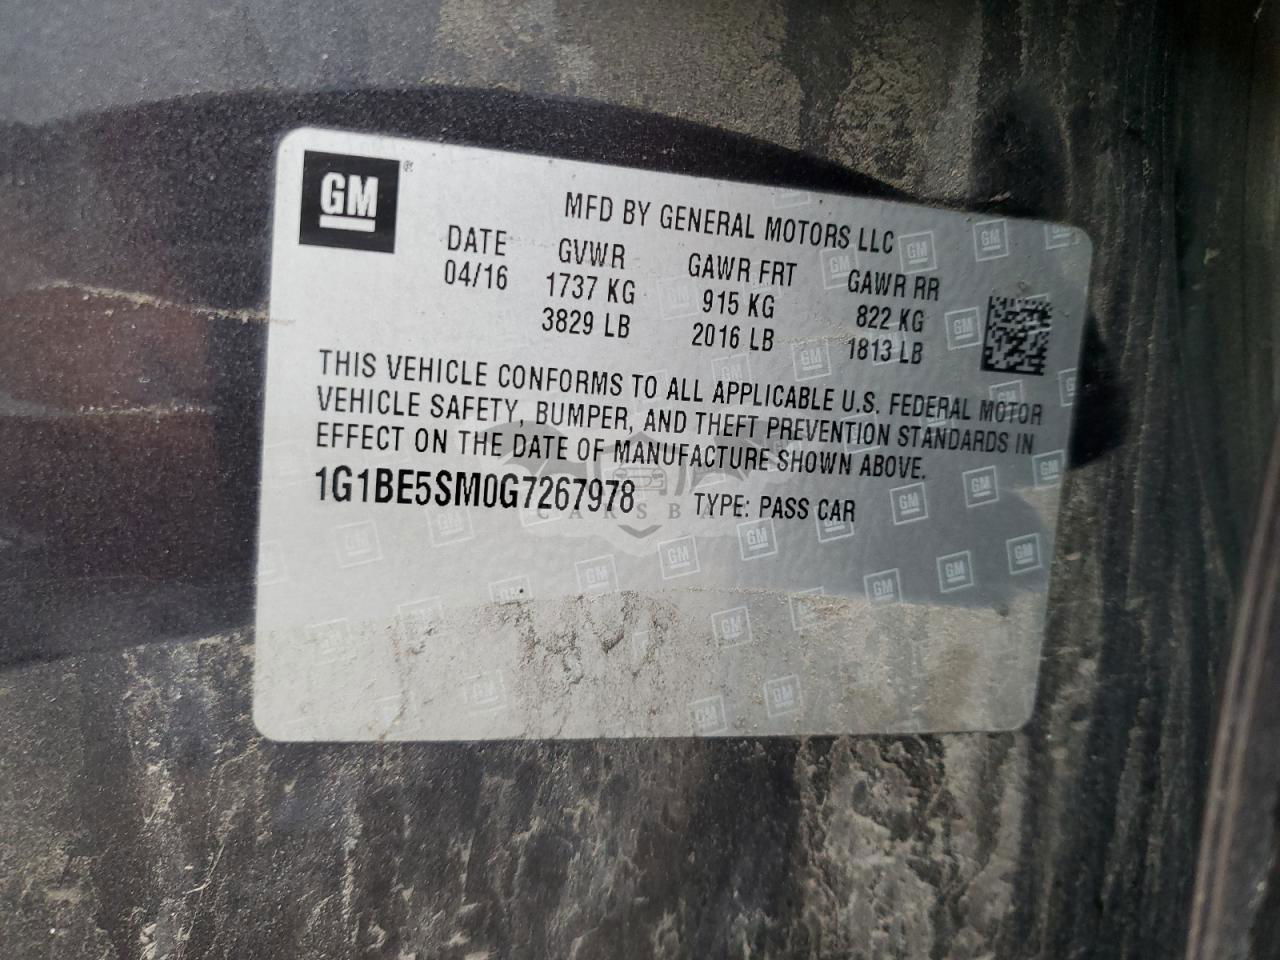 GM ®
MFD BY GENERAL MOTORS LLC
DATE GVWR GAWR FRT GAWR RR
04/16 1737 KG 915 KG 822 KG
3829 LB 2016 LB 1813 LB
THIS VEHICLE CONFORMS TO ALL APPLICABLE U.S. FEDERAL MOTOR
VEHICLE SAFETY, BUMPER, AND THEFT PREVENTION STANDARDS IN
EFFECT ON THE DATE OF MANUFACTURE SHOWN ABOVE.
1G1BE5SM0G7267978 TYPE: PASS CAR